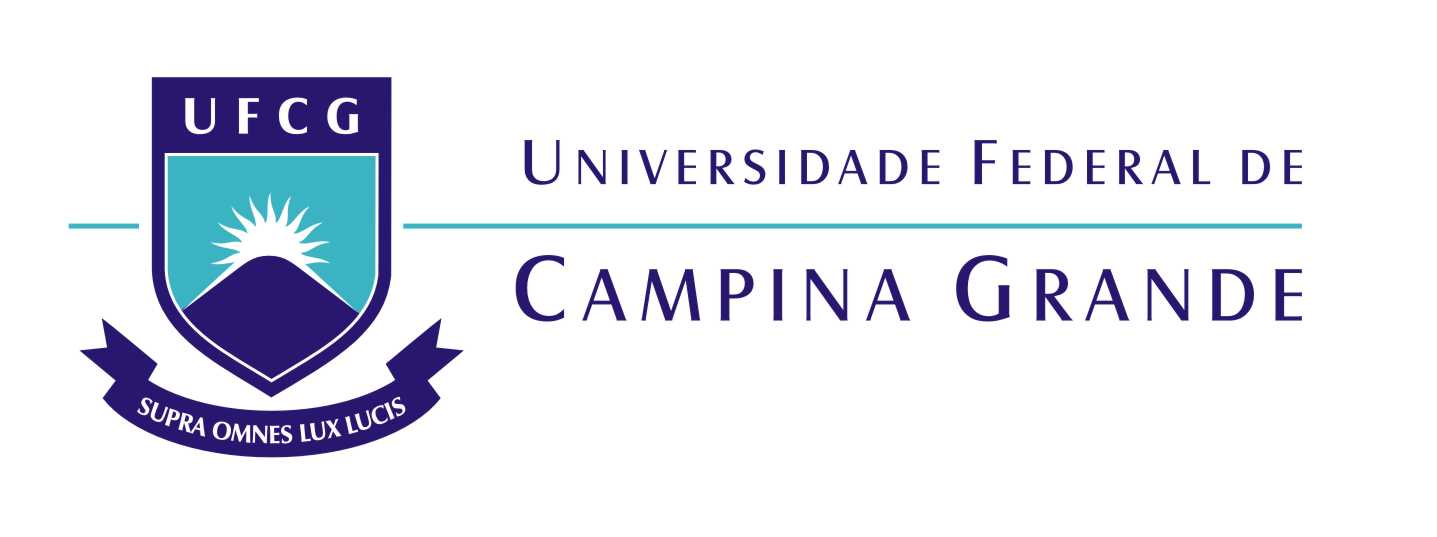 UFCG
UNIVERSIDADE FEDERAL DE
CAMPINA GRANDE
SUPRA OMNES LUX LUCIS